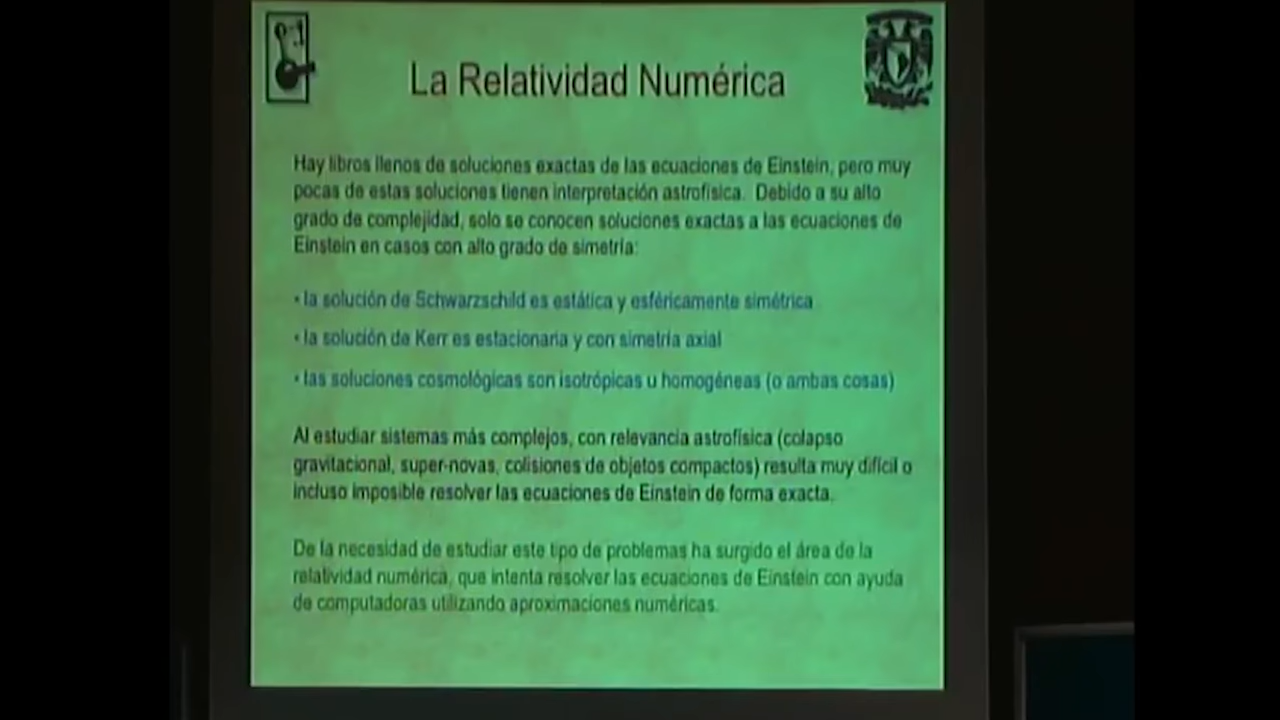 La Relatividad Numérica
Hay libros llenos de soluciones exactas de las ecuaciones de Einstein, pero muy
pocas de estas soluciones tienen interpretación astrofísica. Debido a su alto
grado de complejidad, solo se conocen soluciones exactas a las ecuaciones de
Einstein en casos con alto grado de simetría:
• la solución de Schwarzschild es estática y esféricamente simétrica
• la solución de Kerr es estacionaria y con simetría axial
• las soluciones cosmológicas son isotrópicas u homogéneas (o ambas cosas)
Al estudiar sistemas más complejos, con relevancia astrofísica (colapso
gravitacional, super-novas, colisiones de objetos compactos) resulta muy difícil o
incluso imposible resolver las ecuaciones de Einstein de forma exacta.
De la necesidad de estudiar este tipo de problemas ha surgido el área de la
relatividad numérica, que intenta resolver las ecuaciones de Einstein con ayuda
de computadoras utilizando aproximaciones numéricas.